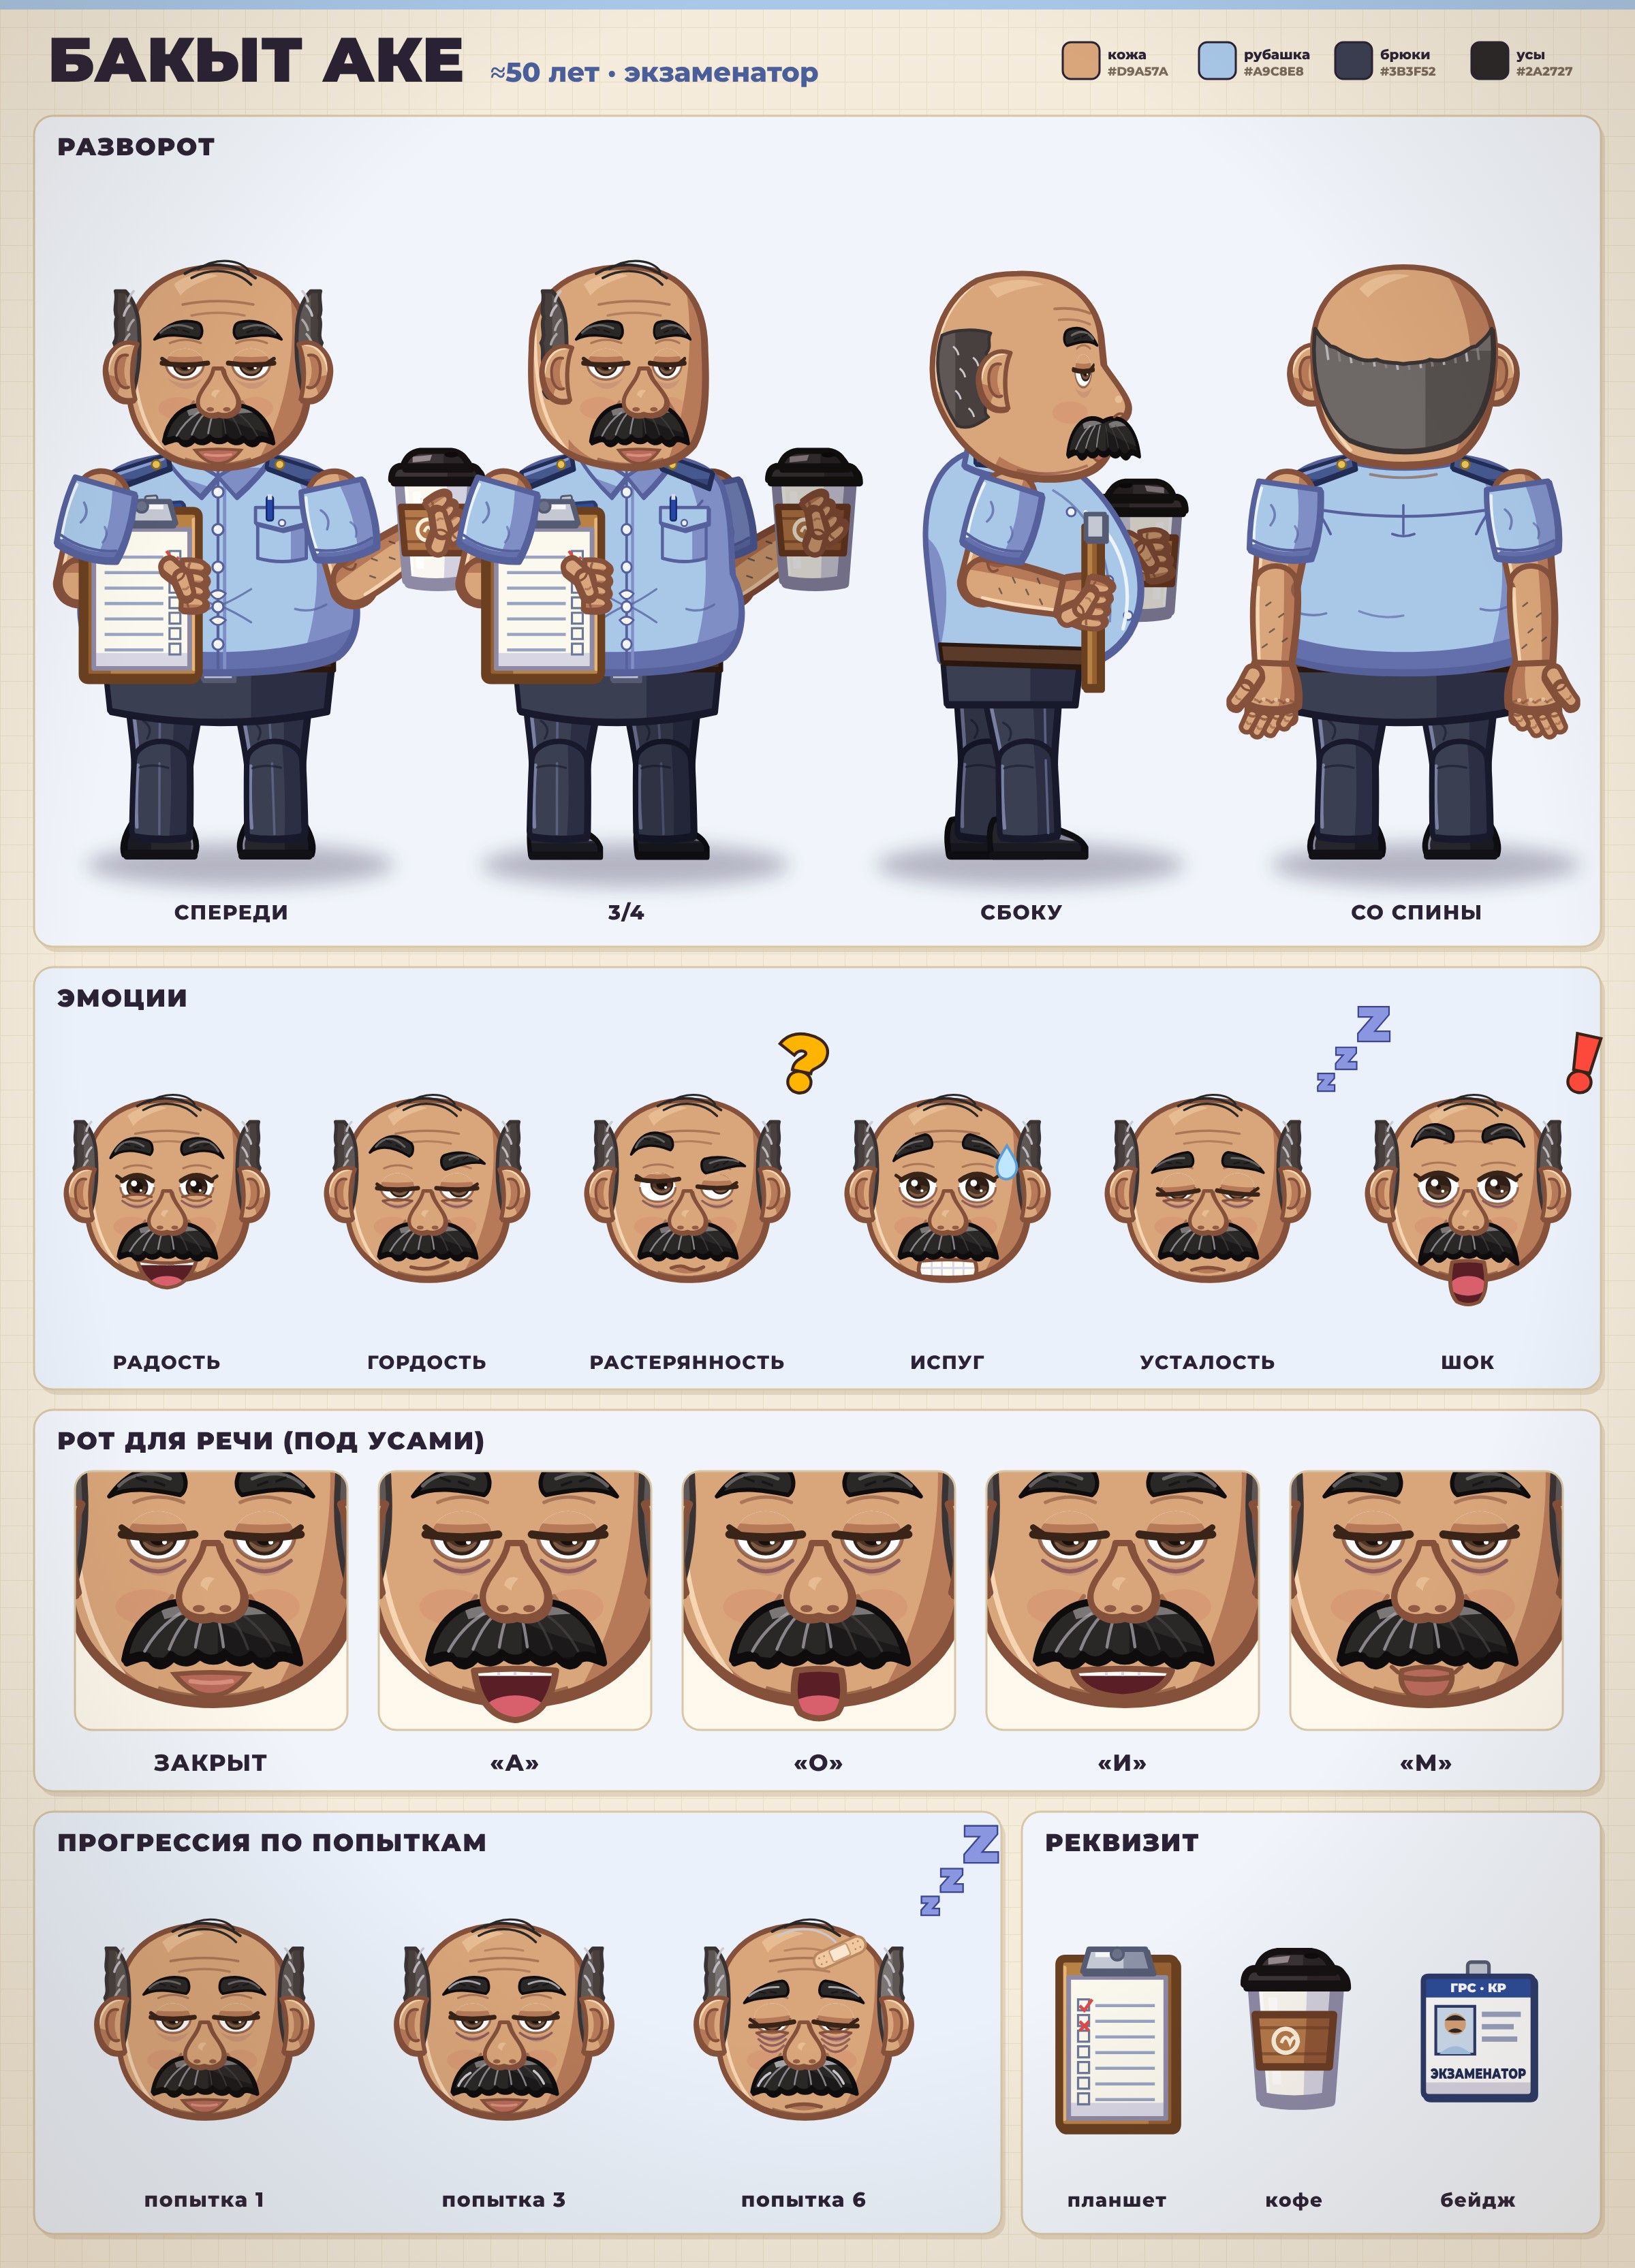 БАКЫТ АКЕ
≈50 лет • экзаменатор
кожа
#D9A57A
рубашка
#A9C8E8
брюки
#3B3F52
усы
#2A2727
РАЗВОРОТ
СПЕРЕДИ
3/4
СБОКУ
СО СПИНЫ
ЭМОЦИИ
?
z z Z
!
РАДОСТЬ
ГОРДОСТЬ
РАСТЕРЯННОСТЬ
ИСПУГ
УСТАЛОСТЬ
ШОК
РОТ ДЛЯ РЕЧИ (ПОД УСАМИ)
ЗАКРЫТ
«А»
«О»
«И»
«М»
ПРОГРЕССИЯ ПО ПОПЫТКАМ
z z Z
попытка 1
попытка 3
попытка 6
РЕКВИЗИТ
ГРС • КР
ЭКЗАМЕНАТОР
планшет
кофе
бейдж